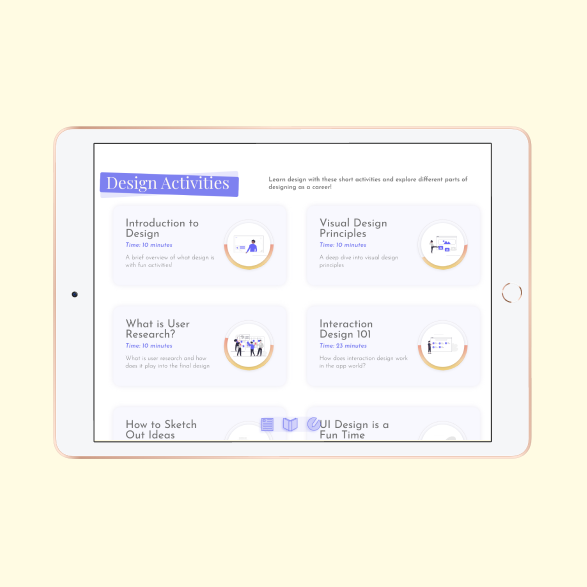 Design Activities
Learn design with these short activities and explore different parts of
designing as a career!
Introduction to
Design
Time: 10 minutes
A brief overview of what design is
with fun activities!
Visual Design
Principles
Time: 10 minutes
A deep dive into visual design
principles
What is User
Research?
Time: 10 minutes
What is user research and how
does it play into the final design
Interaction
Design 101
Time: 25 minutes
How does interaction design work
in the app world?
How to Sketch
Out Ideas
UI Design is a
Fun Time